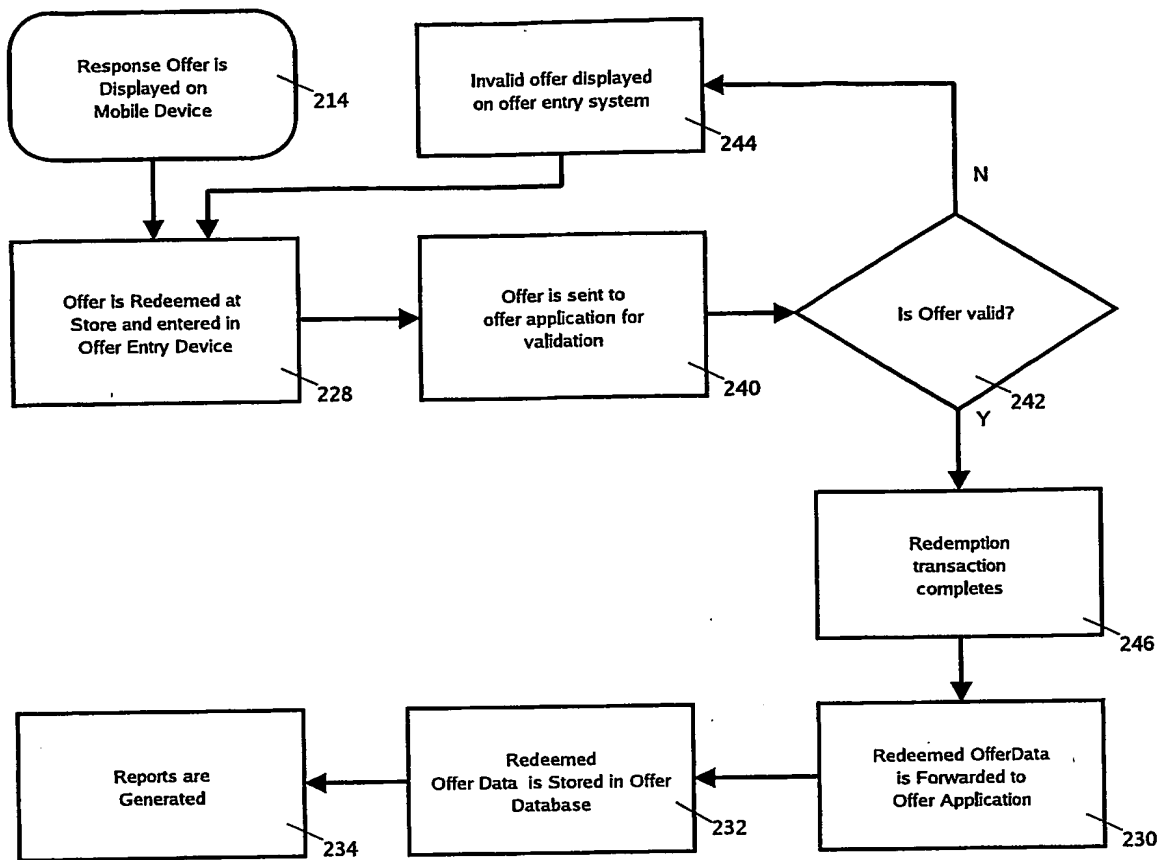 Response Offer is
Displayed on
Mobile Device
214
Invalid offer displayed
on offer entry system
244
N
Offer is Redeemed at
Store and entered in
Offer Entry Device
228
Offer is sent to
offer application for
validation
240
Is Offer valid?
242
Y
Redemption
transaction
completes
246
Reports are
Generated
234
Redeemed
Offer Data is Stored in Offer
Database
232
Redeemed OfferData
is Forwarded to
Offer Application
230